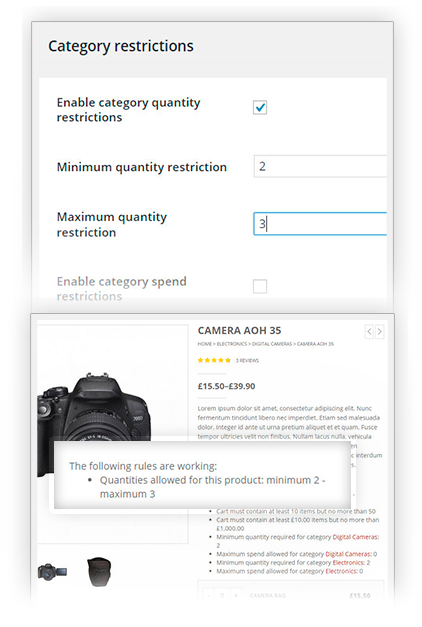 Category restrictions
Enable category quantity
restrictions
Minimum quantity restriction
2
Maximum quantity
restriction
3
Enable category spend
restrictions
CAMERA AOH 35
HOME > ELECTRONICS > DIGITAL CAMERAS > CAMERA AOH 35
3 REVIEWS
£15.50–£39.90
Lorem ipsum dolor sit amet, consectetur adipiscing elit. Nunc
fermentum tincidunt libero nec imperdiet. Etiam sed malesuada
dolor. Integer id ante ut urna pretium aliquet et et quam. Fusce
tempor ultricies velit non finibus. Nullam lacus nulla, vehicula
The following rules are working:
• Quantities allowed for this product: minimum 2 -
maximum 3
interdum
• Cart must contain at least 10 items but no more than 50
• Cart must contain at least £10.00 items but no more than
£1,000.00
• Minimum quantity required for category Digital Cameras:
2
• Maximum spend allowed for category Digital Cameras: 0
• Minimum quantity required for category Electronics: 2
• Maximum spend allowed for category Electronics: 0
- 0 + CAMERA BAG £15.50